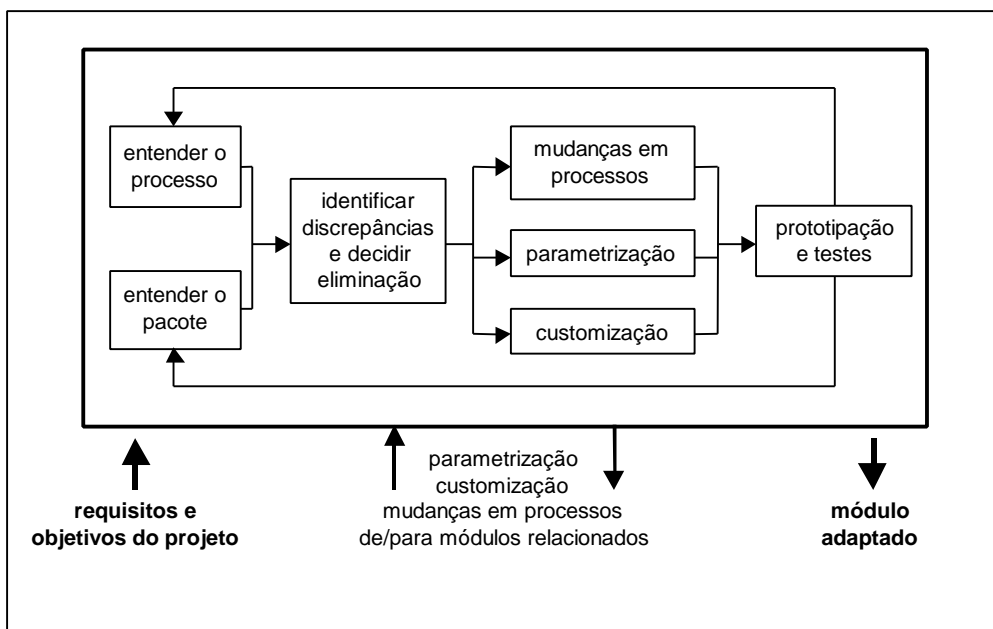 entender o
processo
entender o
pacote
identificar
discrepâncias
e decidir
eliminação
mudanças em
processos
parametrização
customização
prototipação
e testes
requisitos e
objetivos do projeto
parametrização
customização
mudanças em processos
de/para módulos relacionados
módulo
adaptado